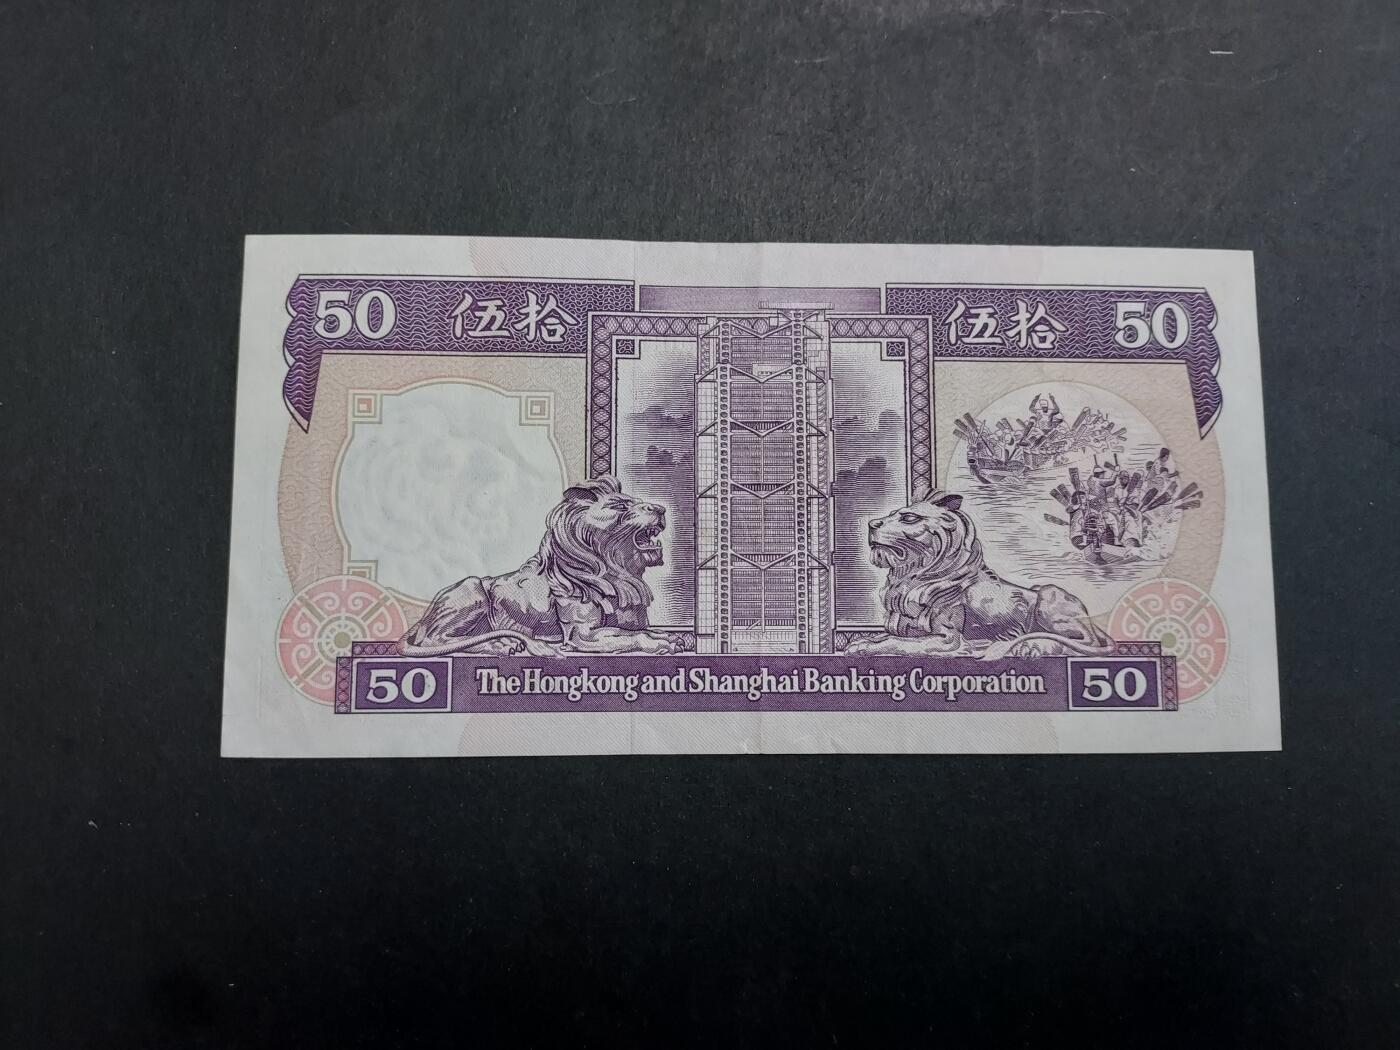 50 伍拾 伍拾 50
50 The Hongkong and Shanghai Banking Corporation 50